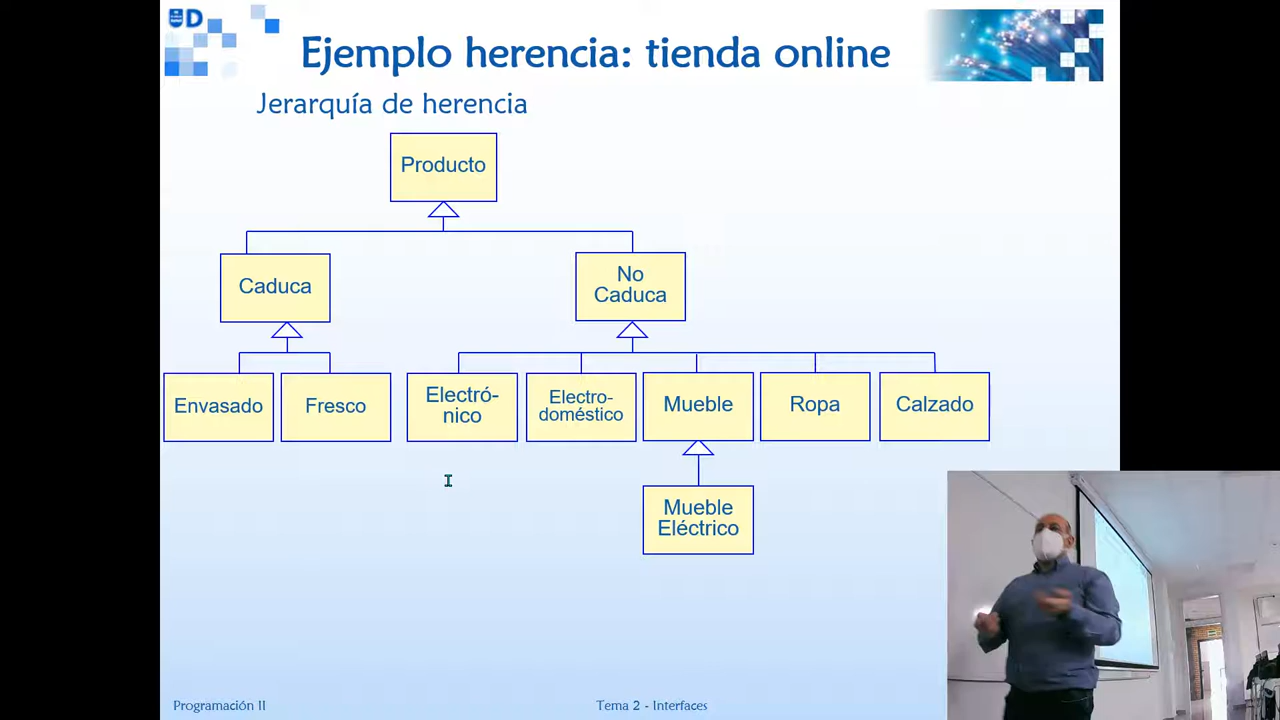 D
Ejemplo herencia: tienda online
Jerarquía de herencia
Producto
Caduca
No
Caduca
Envasado
Fresco
Electró-
nico
Electro-
doméstico
Mueble
Ropa
Calzado
Mueble
Eléctrico
Programación II
Tema 2 - Interfaces